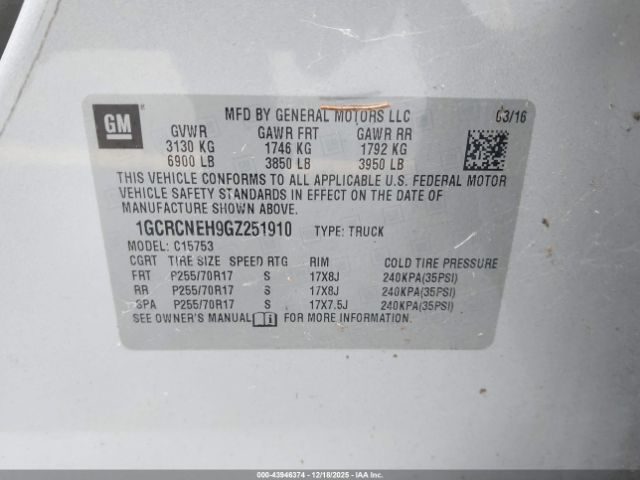 GM
MFD BY GENERAL MOTORS LLC 03/16
GVWR GAWR FRT GAWR RR
3130 KG 1746 KG 1792 KG
6900 LB 3850 LB 3950 LB
THIS VEHICLE CONFORMS TO ALL APPLICABLE U.S. FEDERAL MOTOR
VEHICLE SAFETY STANDARDS IN EFFECT ON THE DATE OF
MANUFACTURE SHOWN ABOVE.
1GCRCNEH9GZ251910 TYPE: TRUCK
MODEL: C15753
CGRT TIRE SIZE SPEED RTG RIM COLD TIRE PRESSURE
FRT P255/70R17 S 17X8J 240KPA(35PSI)
RR P255/70R17 S 17X8J 240KPA(35PSI)
SPA P255/70R17 S 17X7.5J 240KPA(35PSI)
SEE OWNER'S MANUAL FOR MORE INFORMATION.
000-43946374 - 12/18/2025 - COPYRIGHT IAA, LLC